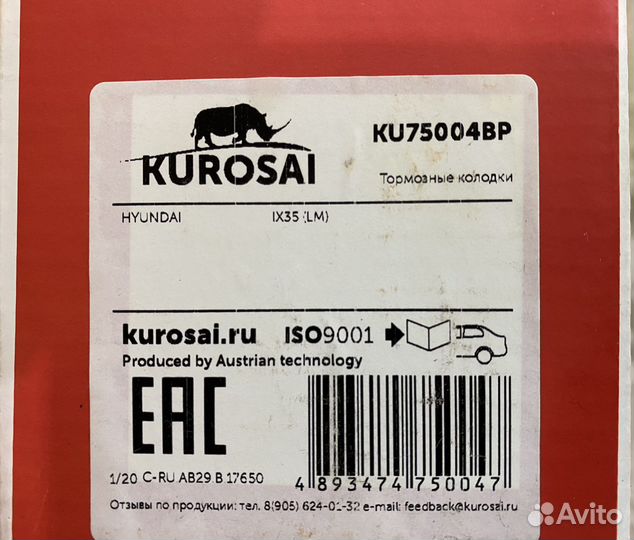 KUROSAI
KU75004BP
Тормозные колодки
HYUNDAI IX35 (LM)
kurosai.ru ISO9001
Produced by Austrian technology
EAC
1/20 C-RU AB29 B 17650
4 893474 750047
Отзывы по продукции: тел. 8(905) 624-01-32 e-mail: feedback@kurosai.ru
Avito